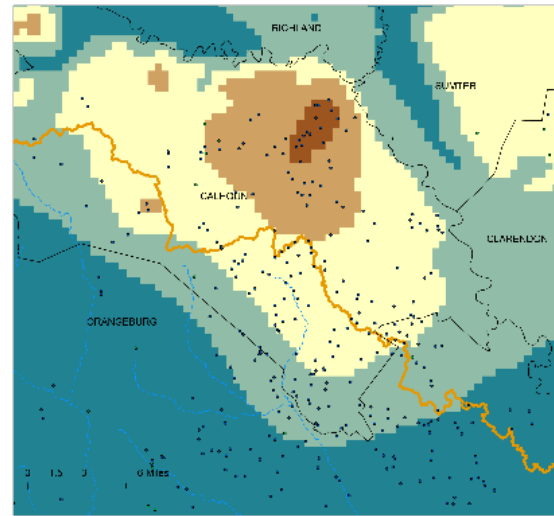 RICHLAND
SUMTER
CALHOUN
CLARENDON
ORANGEBURG
0 1.5 3 6 Miles